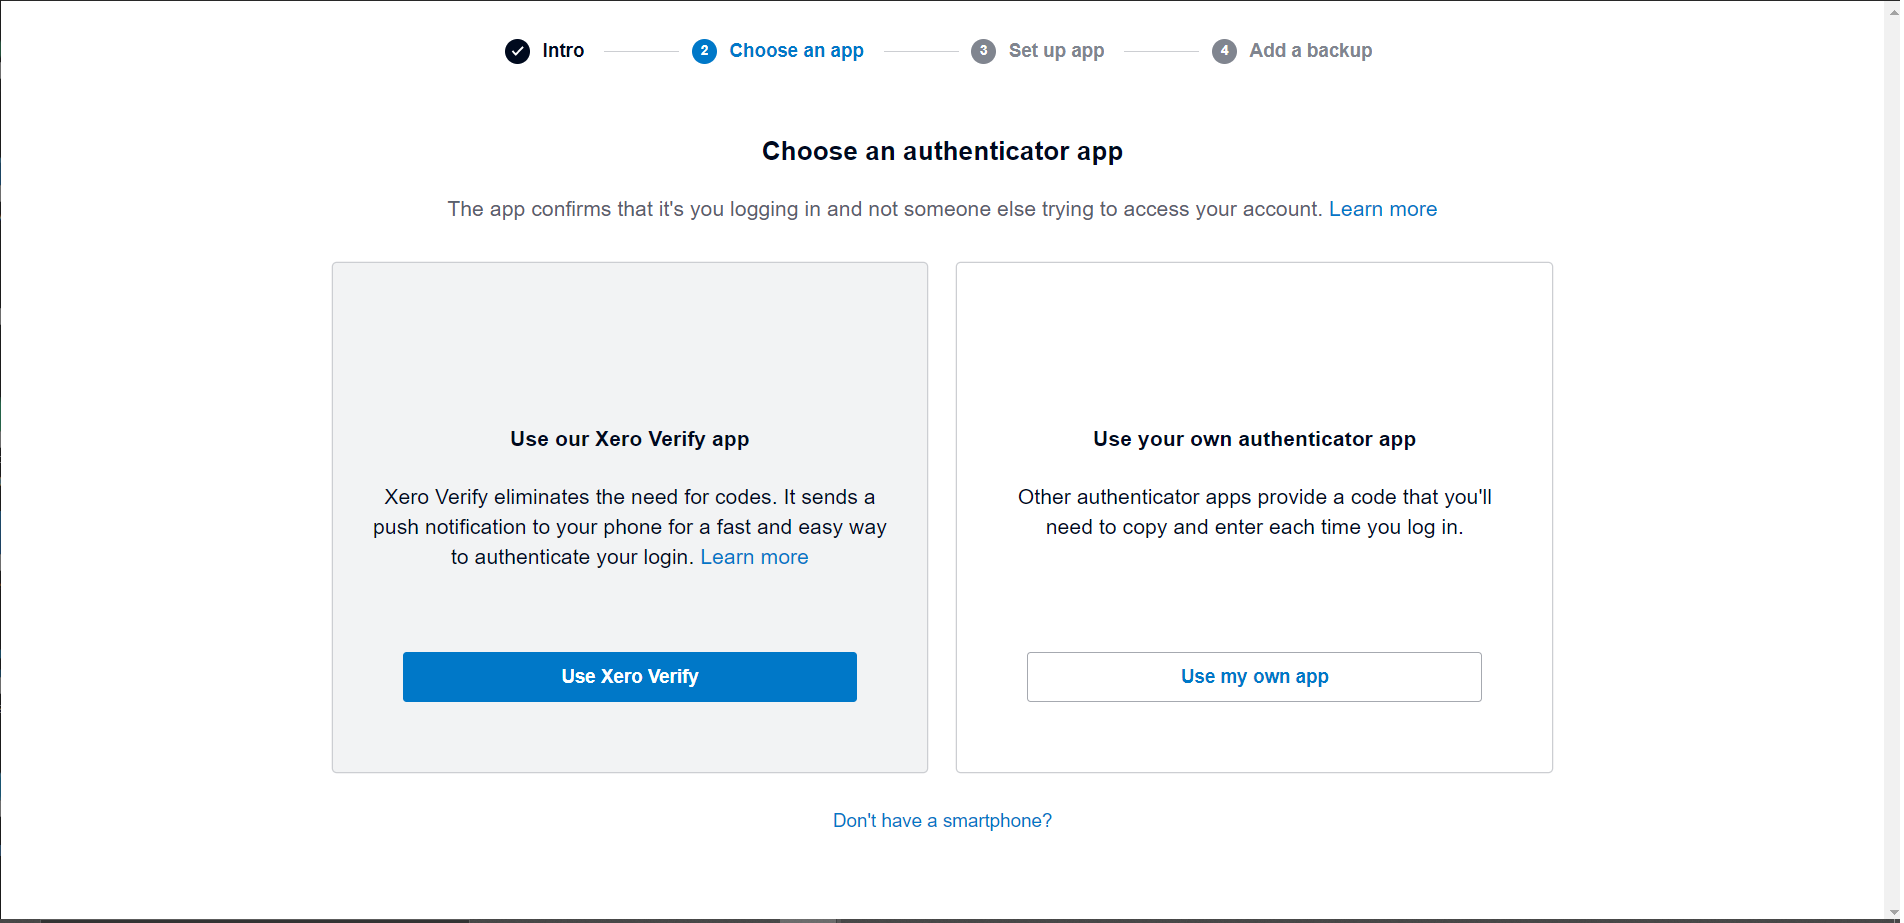 Intro
2 Choose an app
3 Set up app
4 Add a backup
Choose an authenticator app
The app confirms that it's you logging in and not someone else trying to access your account. Learn more
Use our Xero Verify app
Xero Verify eliminates the need for codes. It sends a
push notification to your phone for a fast and easy way
to authenticate your login. Learn more
Use Xero Verify
Use your own authenticator app
Other authenticator apps provide a code that you'll
need to copy and enter each time you log in.
Use my own app
Don't have a smartphone?